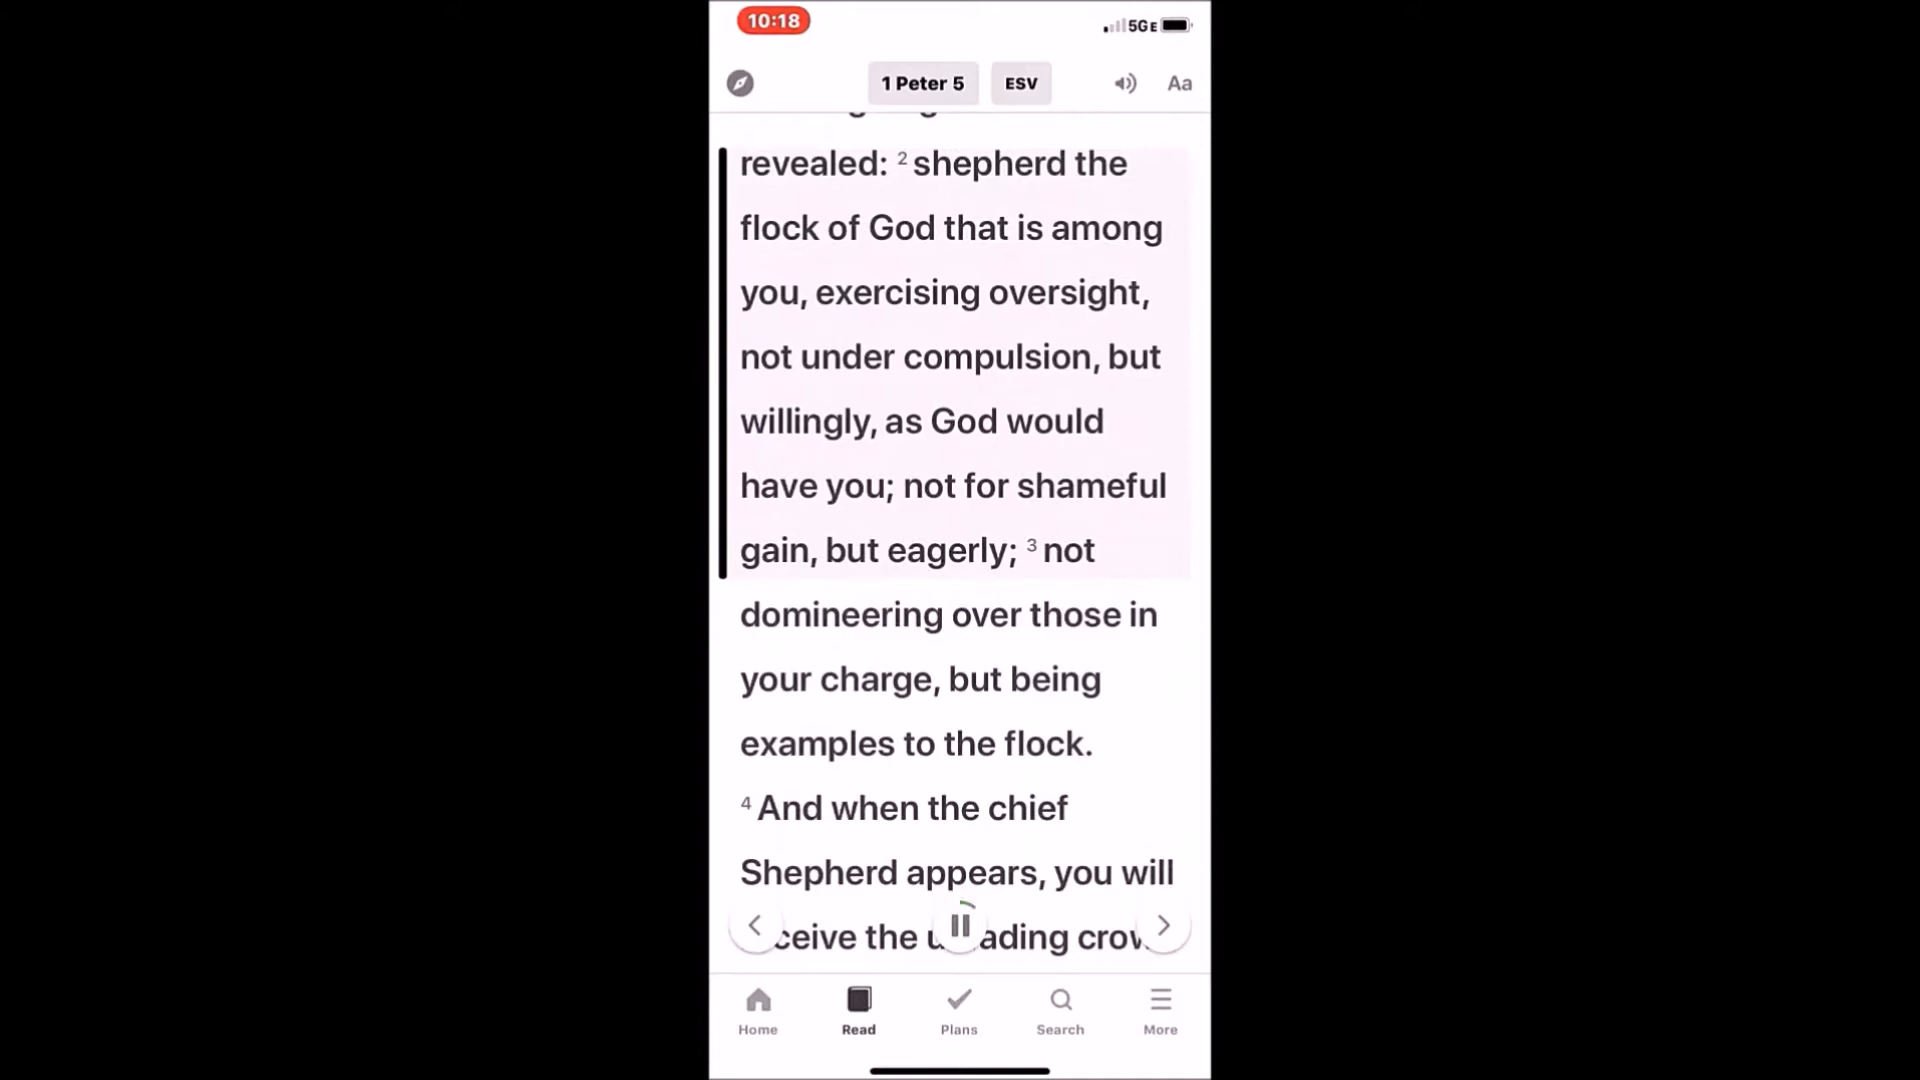 10:18
5GE
1 Peter 5
ESV
Aa
revealed: 2 shepherd the
flock of God that is among
you, exercising oversight,
not under compulsion, but
willingly, as God would
have you; not for shameful
gain, but eagerly; 3 not
domineering over those in
your charge, but being
examples to the flock.
4 And when the chief
Shepherd appears, you will
the
Home
Read
Plans
Search
More